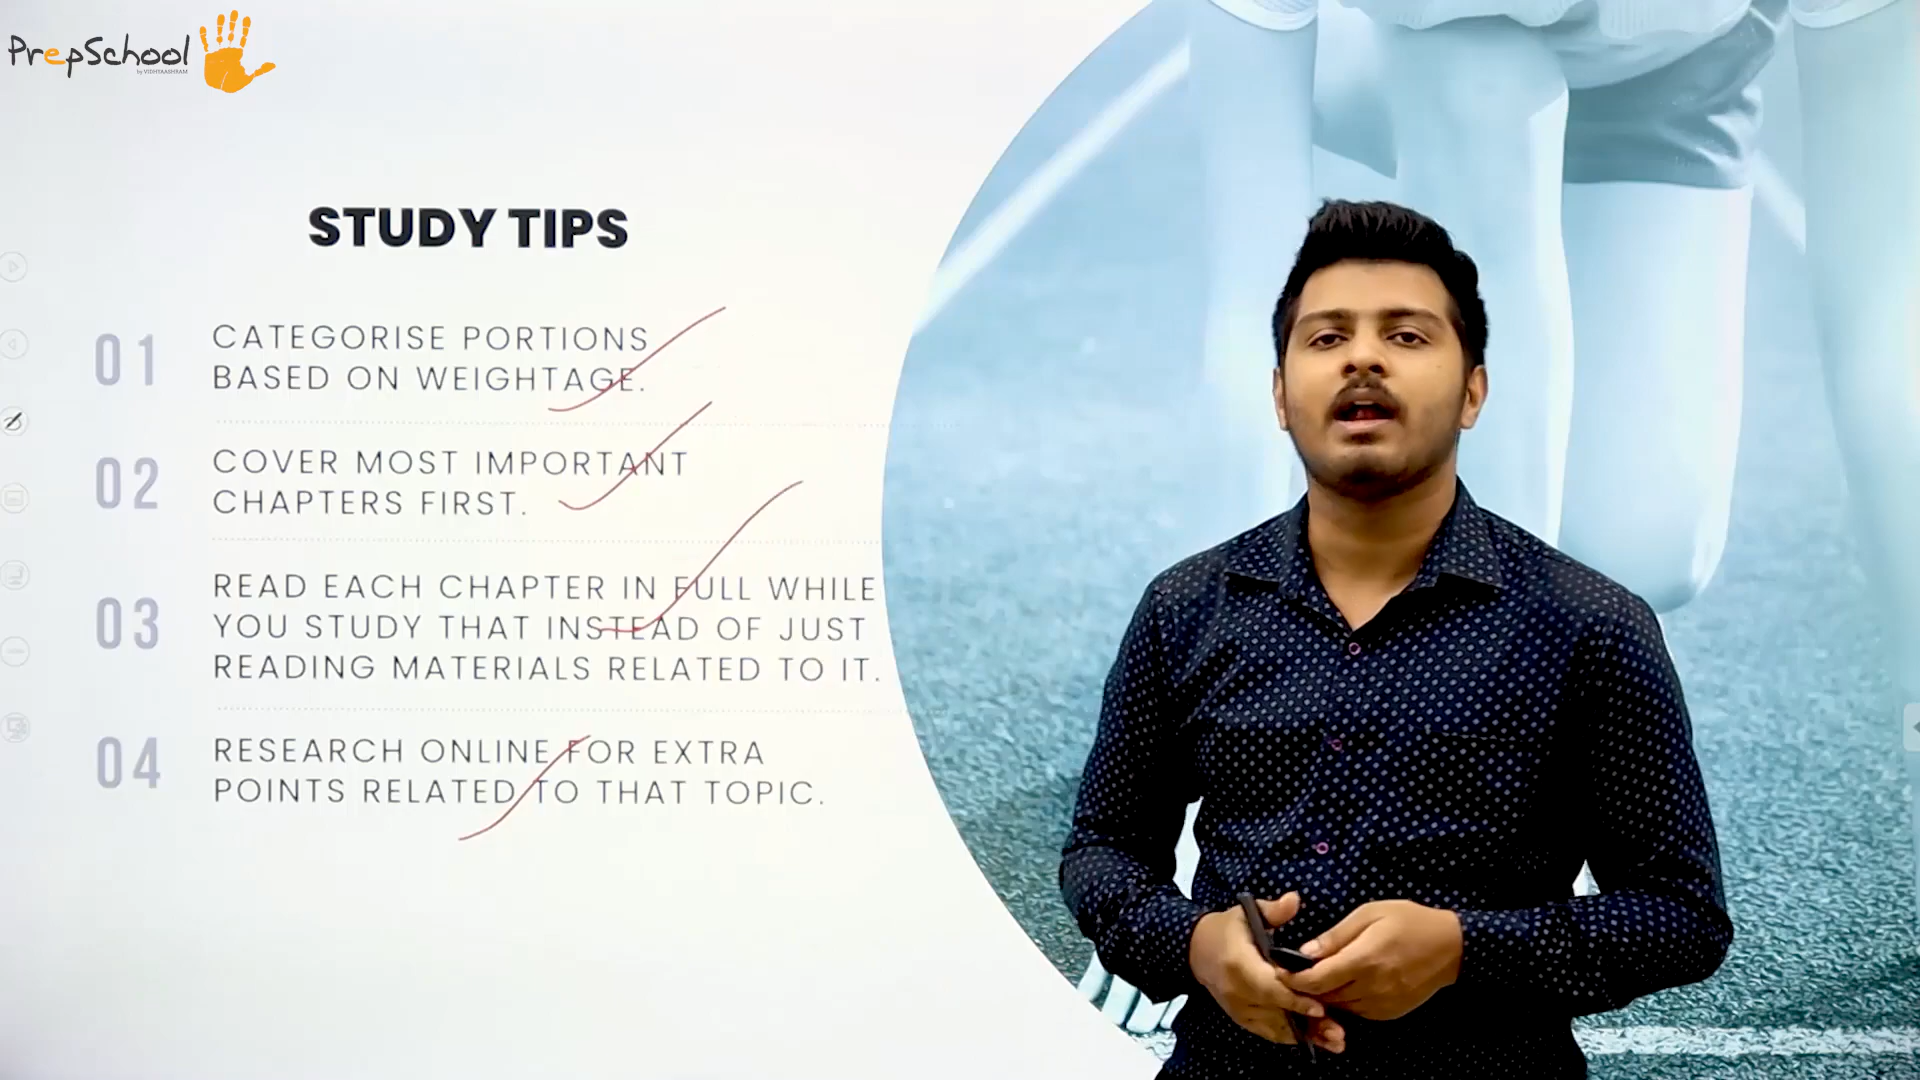 PrepSchool
by VIDHYAASHRAM
STUDY TIPS
01
CATEGORISE PORTIONS
BASED ON WEIGHTAGE.
02
COVER MOST IMPORTANT
CHAPTERS FIRST.
03
READ EACH CHAPTER IN FULL WHILE
YOU STUDY THAT INSTEAD OF JUST
READING MATERIALS RELATED TO IT.
04
RESEARCH ONLINE FOR EXTRA
POINTS RELATED TO THAT TOPIC.